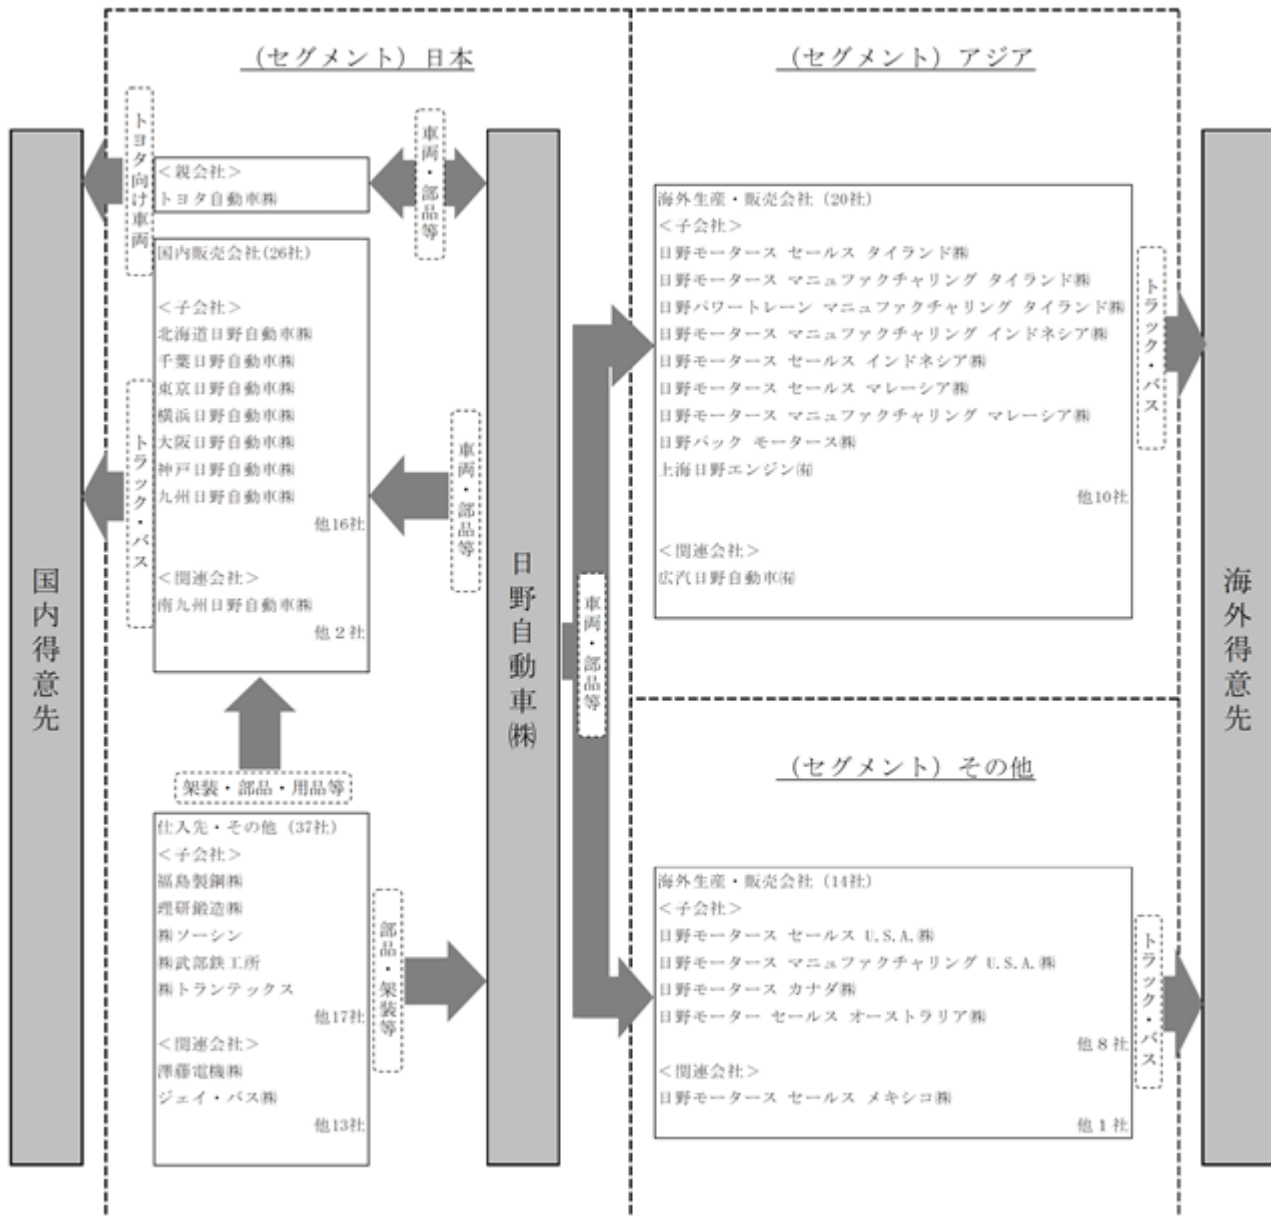 (セグメント) 日本
(セグメント) アジア
国内得意先
トヨタ向け車両
<親会社>
トヨタ自動車㈱
車両・部品等
国内販売会社(26社)
<子会社>
北海道日野自動車㈱
千葉日野自動車㈱
東京日野自動車㈱
横浜日野自動車㈱
大阪日野自動車㈱
神戸日野自動車㈱
九州日野自動車㈱
他16社
<関連会社>
南九州日野自動車㈱
他2社
トラック・バス
車両・部品等
架装・部品・用品等
仕入先・その他 (37社)
<子会社>
福島製鋼㈱
理研鍛造㈱
㈱ソーシン
㈱武部鉄工所
㈱トランテックス
他17社
<関連会社>
澤藤電機㈱
ジェイ・バス㈱
他13社
部品・架装等
日野自動車㈱
車両・部品等
海外生産・販売会社 (20社)
<子会社>
日野モータース セールス タイランド㈱
日野モータース マニュファクチャリング タイランド㈱
日野パワートレーン マニュファクチャリング タイランド㈱
日野モータース マニュファクチャリング インドネシア㈱
日野モータース セールス インドネシア㈱
日野モータース セールス マレーシア㈱
日野モータース マニュファクチャリング マレーシア㈱
日野パック モータース㈱
上海日野エンジン㈲
他10社
<関連会社>
広汽日野自動車㈲
トラック・バス
(セグメント) その他
海外生産・販売会社 (14社)
<子会社>
日野モータース セールス U.S.A.㈱
日野モータース マニュファクチャリング U.S.A.㈱
日野モータース カナダ㈱
日野モーター セールス オーストラリア㈱
他8社
<関連会社>
日野モータース セールス メキシコ㈱
他1社
トラック・バス
海外得意先